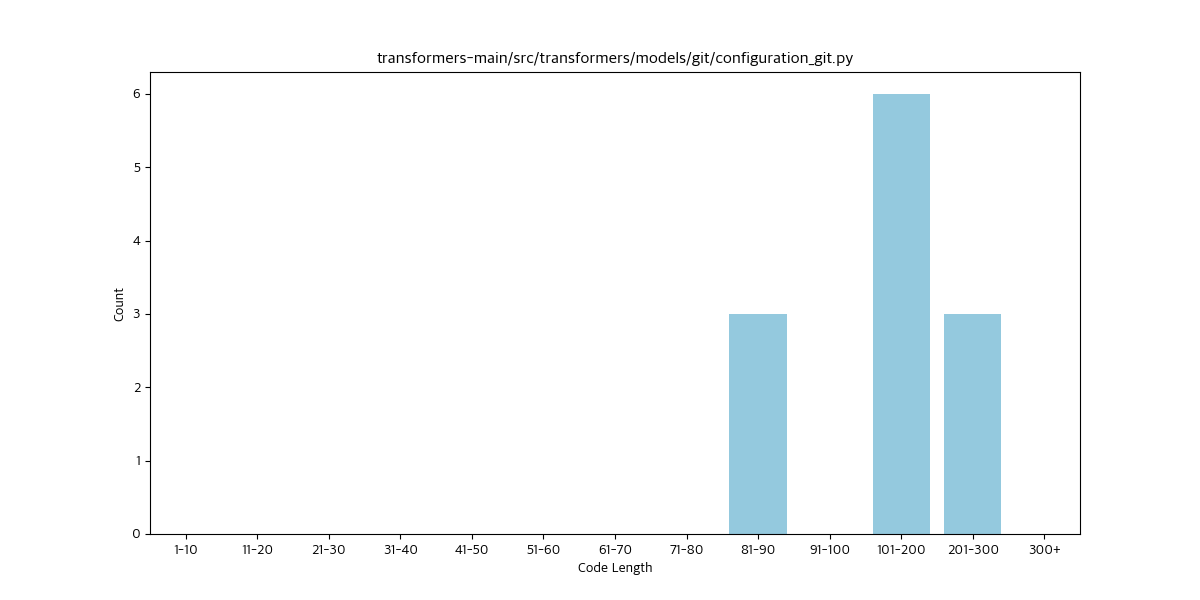 transformers-main/src/transformers/models/git/configuration_git.py
6
5
4
3
2
1
0
Count
1-10 11-20 21-30 31-40 41-50 51-60 61-70 71-80 81-90 91-100 101-200 201-300 300+
Code Length